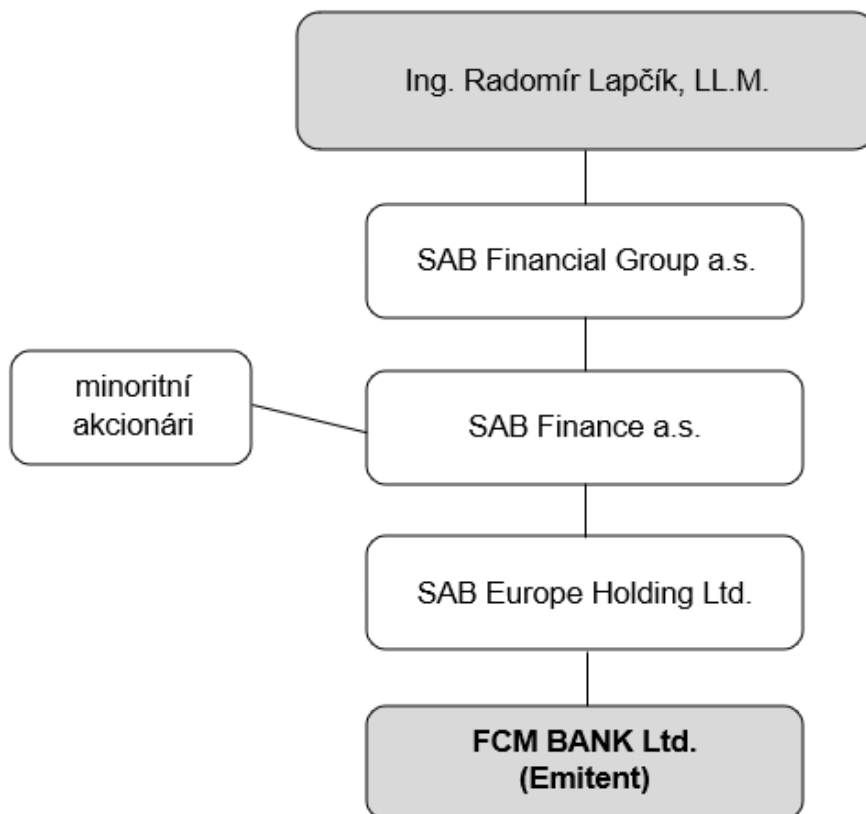 Ing. Radomír Lapčík, LL.M.
SAB Financial Group a.s.
minoritní
akcionári
SAB Finance a.s.
SAB Europe Holding Ltd.
FCM BANK Ltd.
(Emitent)